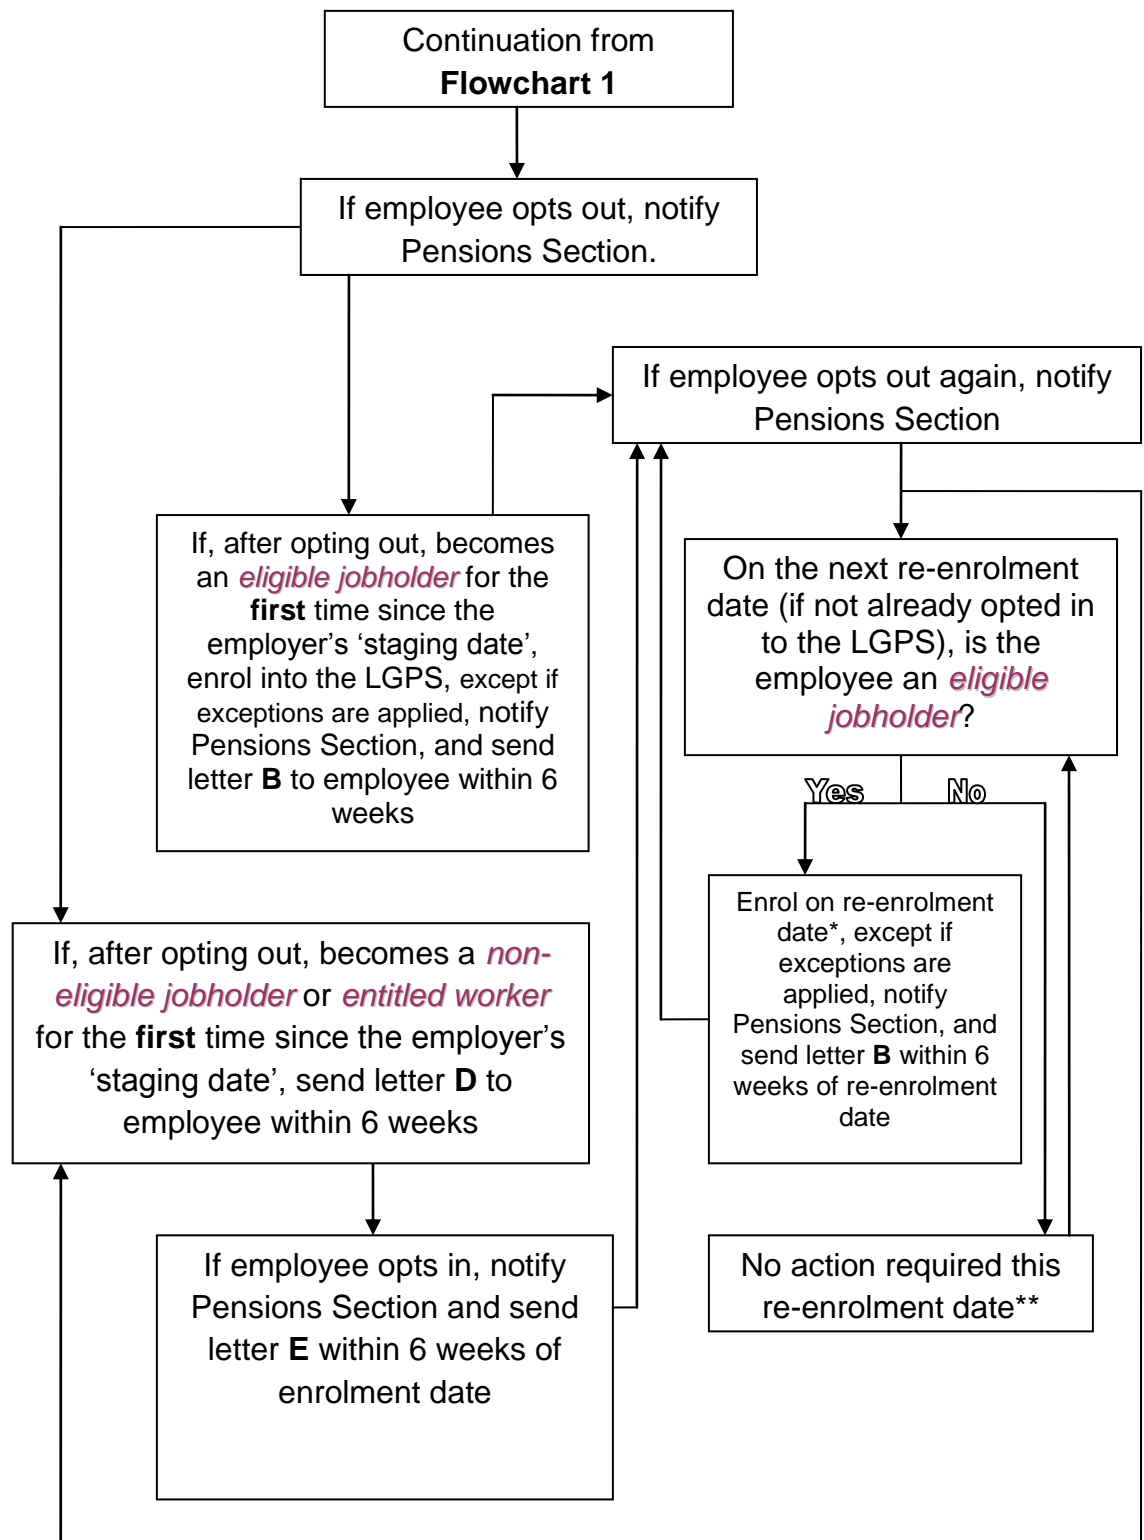 Continuation from
Flowchart 1
If employee opts out, notify
Pensions Section.
If employee opts out again, notify
Pensions Section
If, after opting out, becomes
an eligible jobholder for the
first time since the
employer’s ‘staging date’,
enrol into the LGPS, except if
exceptions are applied, notify
Pensions Section, and send
letter B to employee within 6
weeks
On the next re-enrolment
date (if not already opted in
to the LGPS), is the
employee an eligible
jobholder?
Yes
No
Enrol on re-enrolment
date*, except if
exceptions are
applied, notify
Pensions Section, and
send letter B within 6
weeks of re-enrolment
date
If, after opting out, becomes a non-
eligible jobholder or entitled worker
for the first time since the employer’s
‘staging date’, send letter D to
employee within 6 weeks
If employee opts in, notify
Pensions Section and send
letter E within 6 weeks of
enrolment date
No action required this
re-enrolment date**